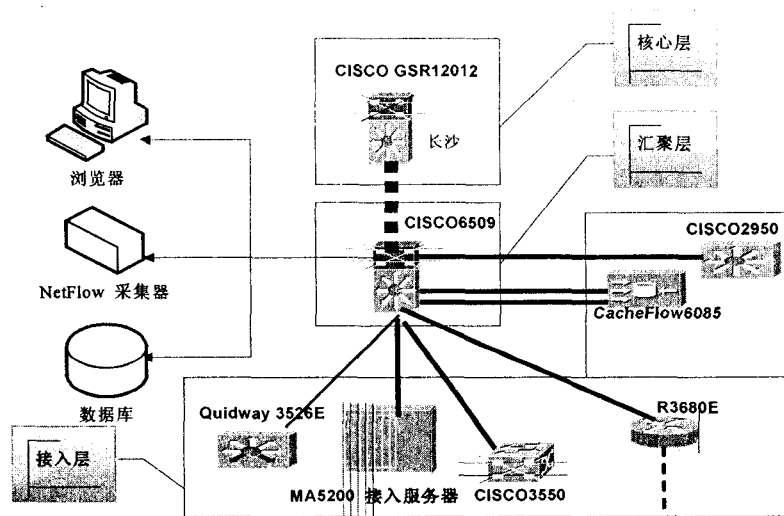 核心层
CISCO GSR12012
长沙
汇聚层
浏览器
CISCO6509
CISCO2950
NetFlow 采集器
CacheFlow6085
数据库
Quidway 3526E
R3680E
接入层
MA5200 接入服务器
CISCO3550